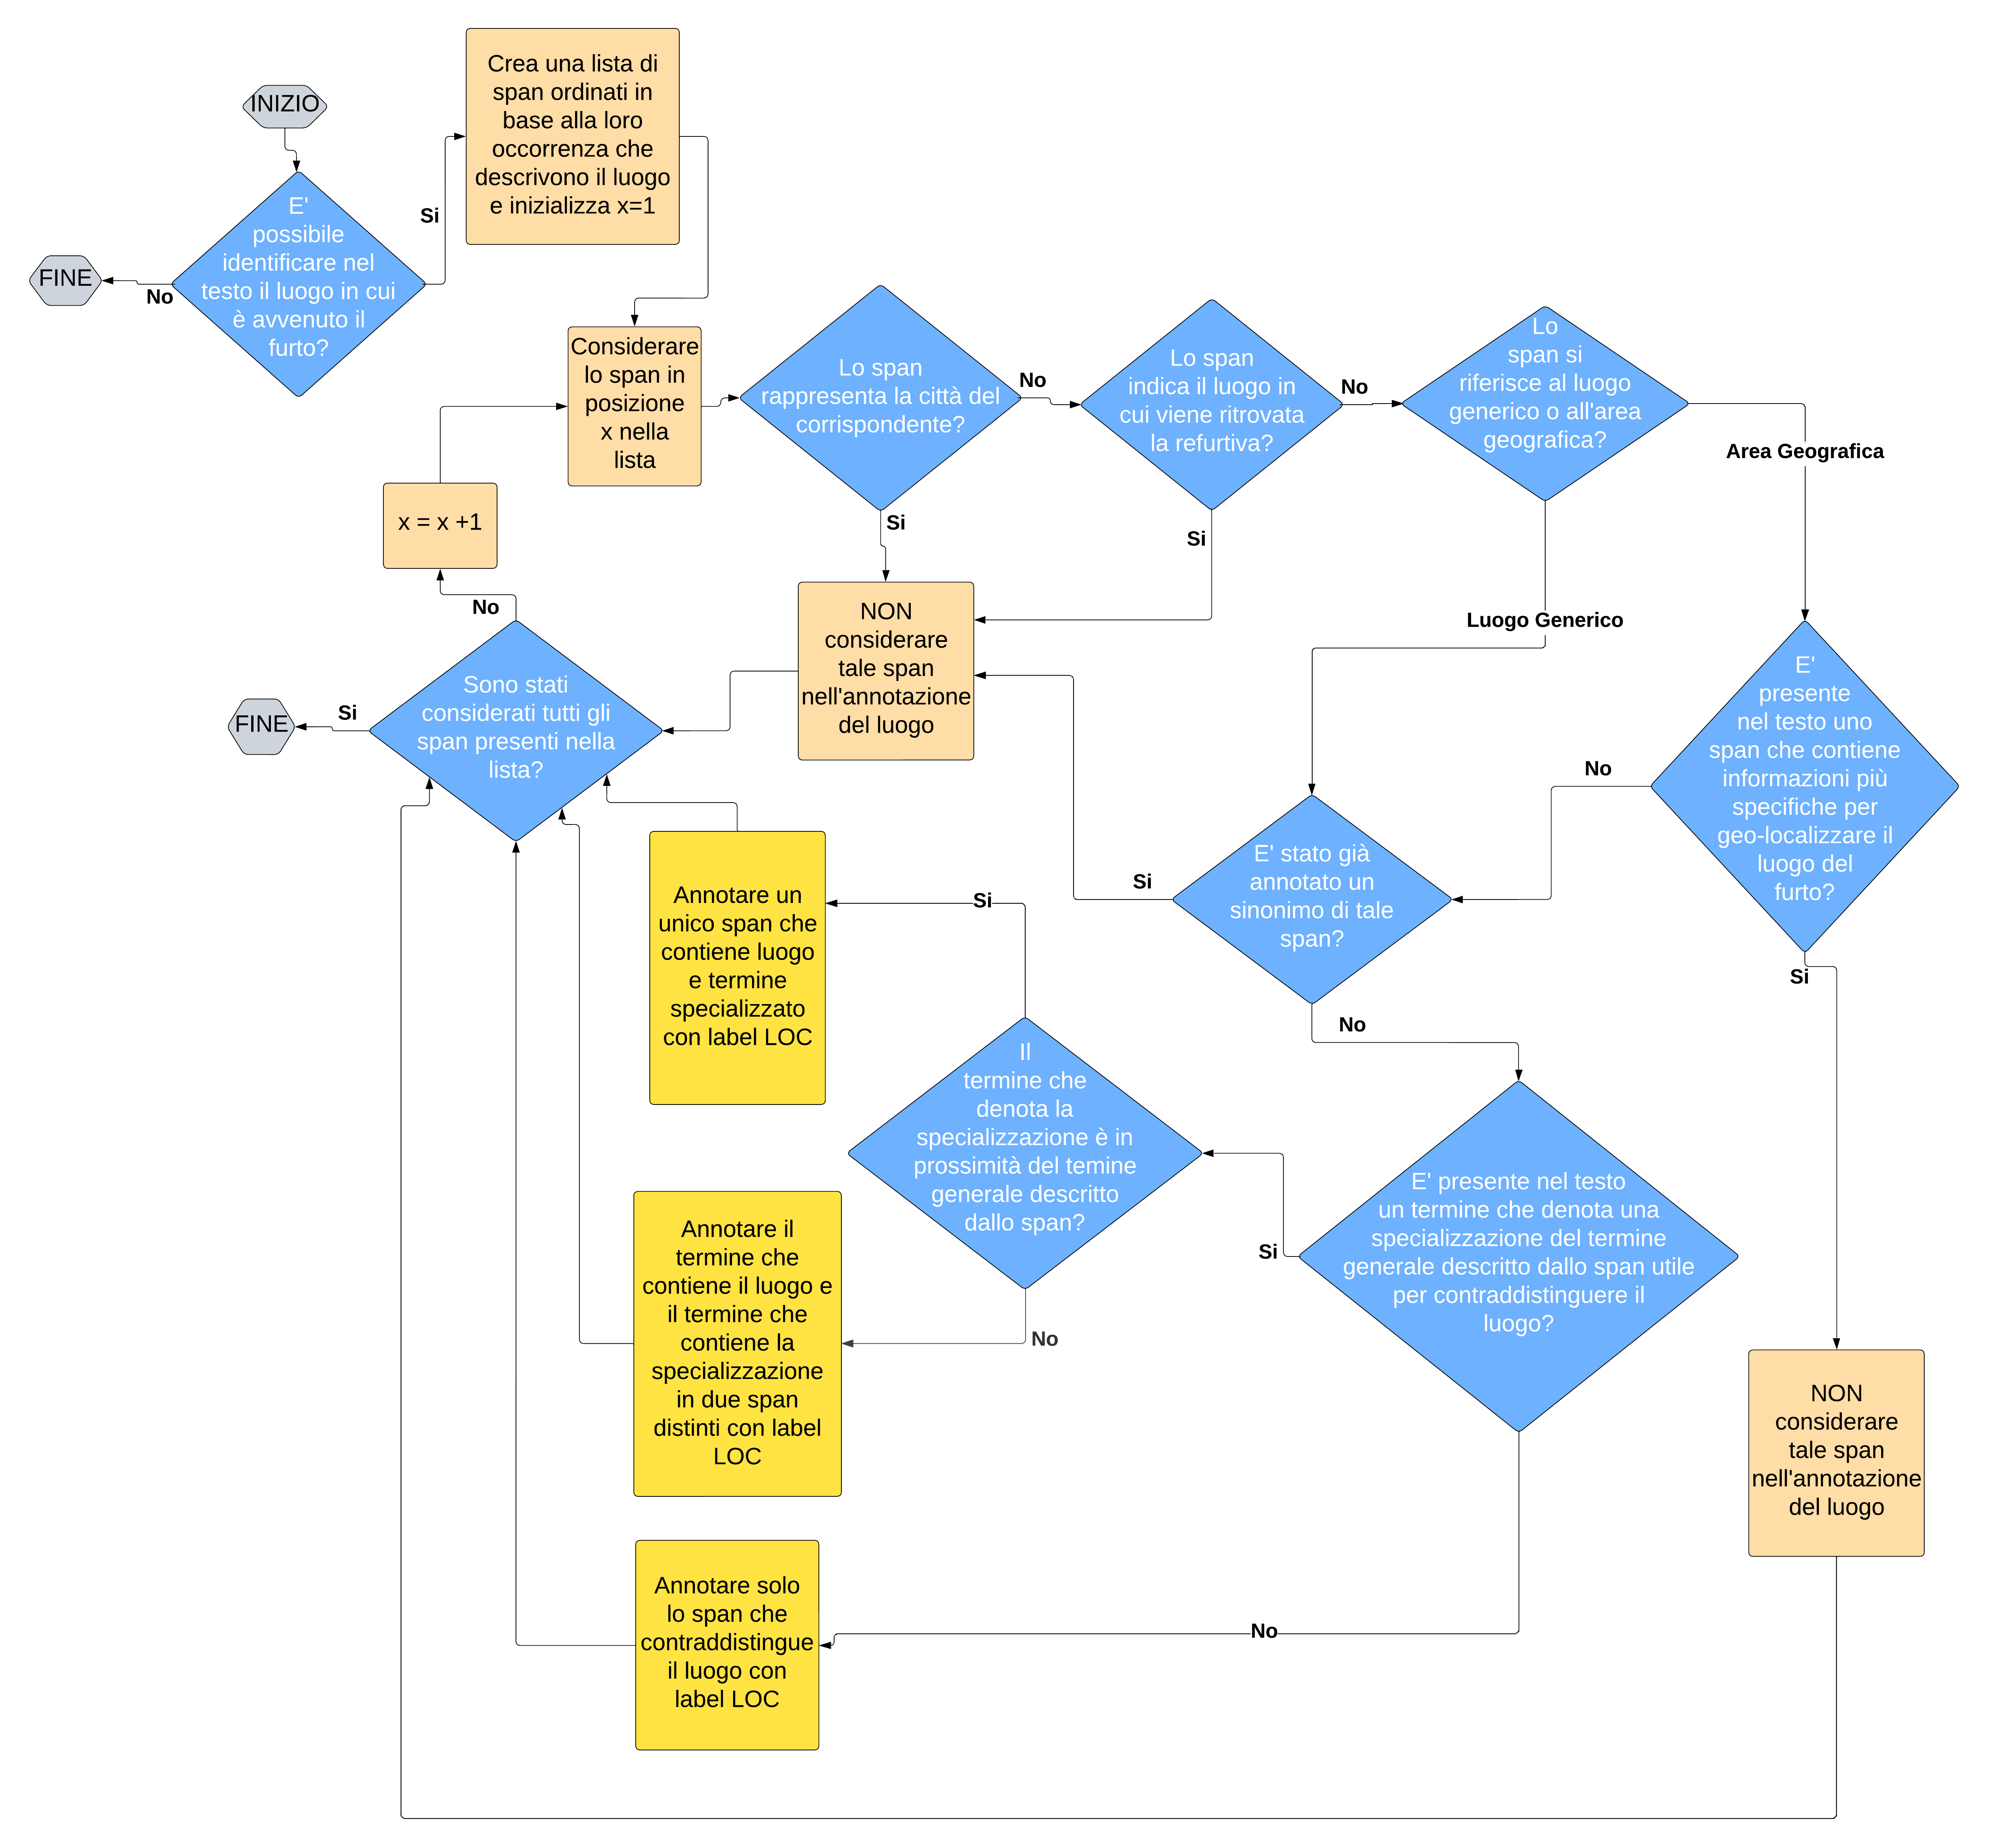 INIZIO
E'
possibile
identificare nel
testo il luogo in cui
è avvenuto il
furto?
No
FINE
Si
Crea una lista di
span ordinati in
base alla loro
occorrenza che
descrivono il luogo
e inizializza x=1
Considerare
lo span in
posizione
x nella
lista
Lo span
rappresenta la città del
corrispondente?
No
Si
Lo span
indica il luogo in
cui viene ritrovata
la refurtiva?
No
Si
Lo
span si
riferisce al luogo
generico o all'area
geografica?
Area Geografica
Luogo Generico
x = x +1
No
NON
considerare
tale span
nell'annotazione
del luogo
Sono stati
considerati tutti gli
span presenti nella
lista?
Si
FINE
E'
presente
nel testo uno
span che contiene
informazioni più
specifiche per
geo-localizzare il
luogo del
furto?
No
Si
E' stato già
annotato un
sinonimo di tale
span?
Si
No
Annotare un
unico span che
contiene luogo
e termine
specializzato
con label LOC
Si
Il
termine che
denota la
specializzazione è in
prossimità del temine
generale descritto
dallo span?
No
E' presente nel testo
un termine che denota una
specializzazione del termine
generale descritto dallo span utile
per contraddistinguere il
luogo?
Si
No
Annotare il
termine che
contiene il luogo e
il termine che
contiene la
specializzazione
in due span
distinti con label
LOC
NON
considerare
tale span
nell'annotazione
del luogo
Annotare solo
lo span che
contraddistingue
il luogo con
label LOC